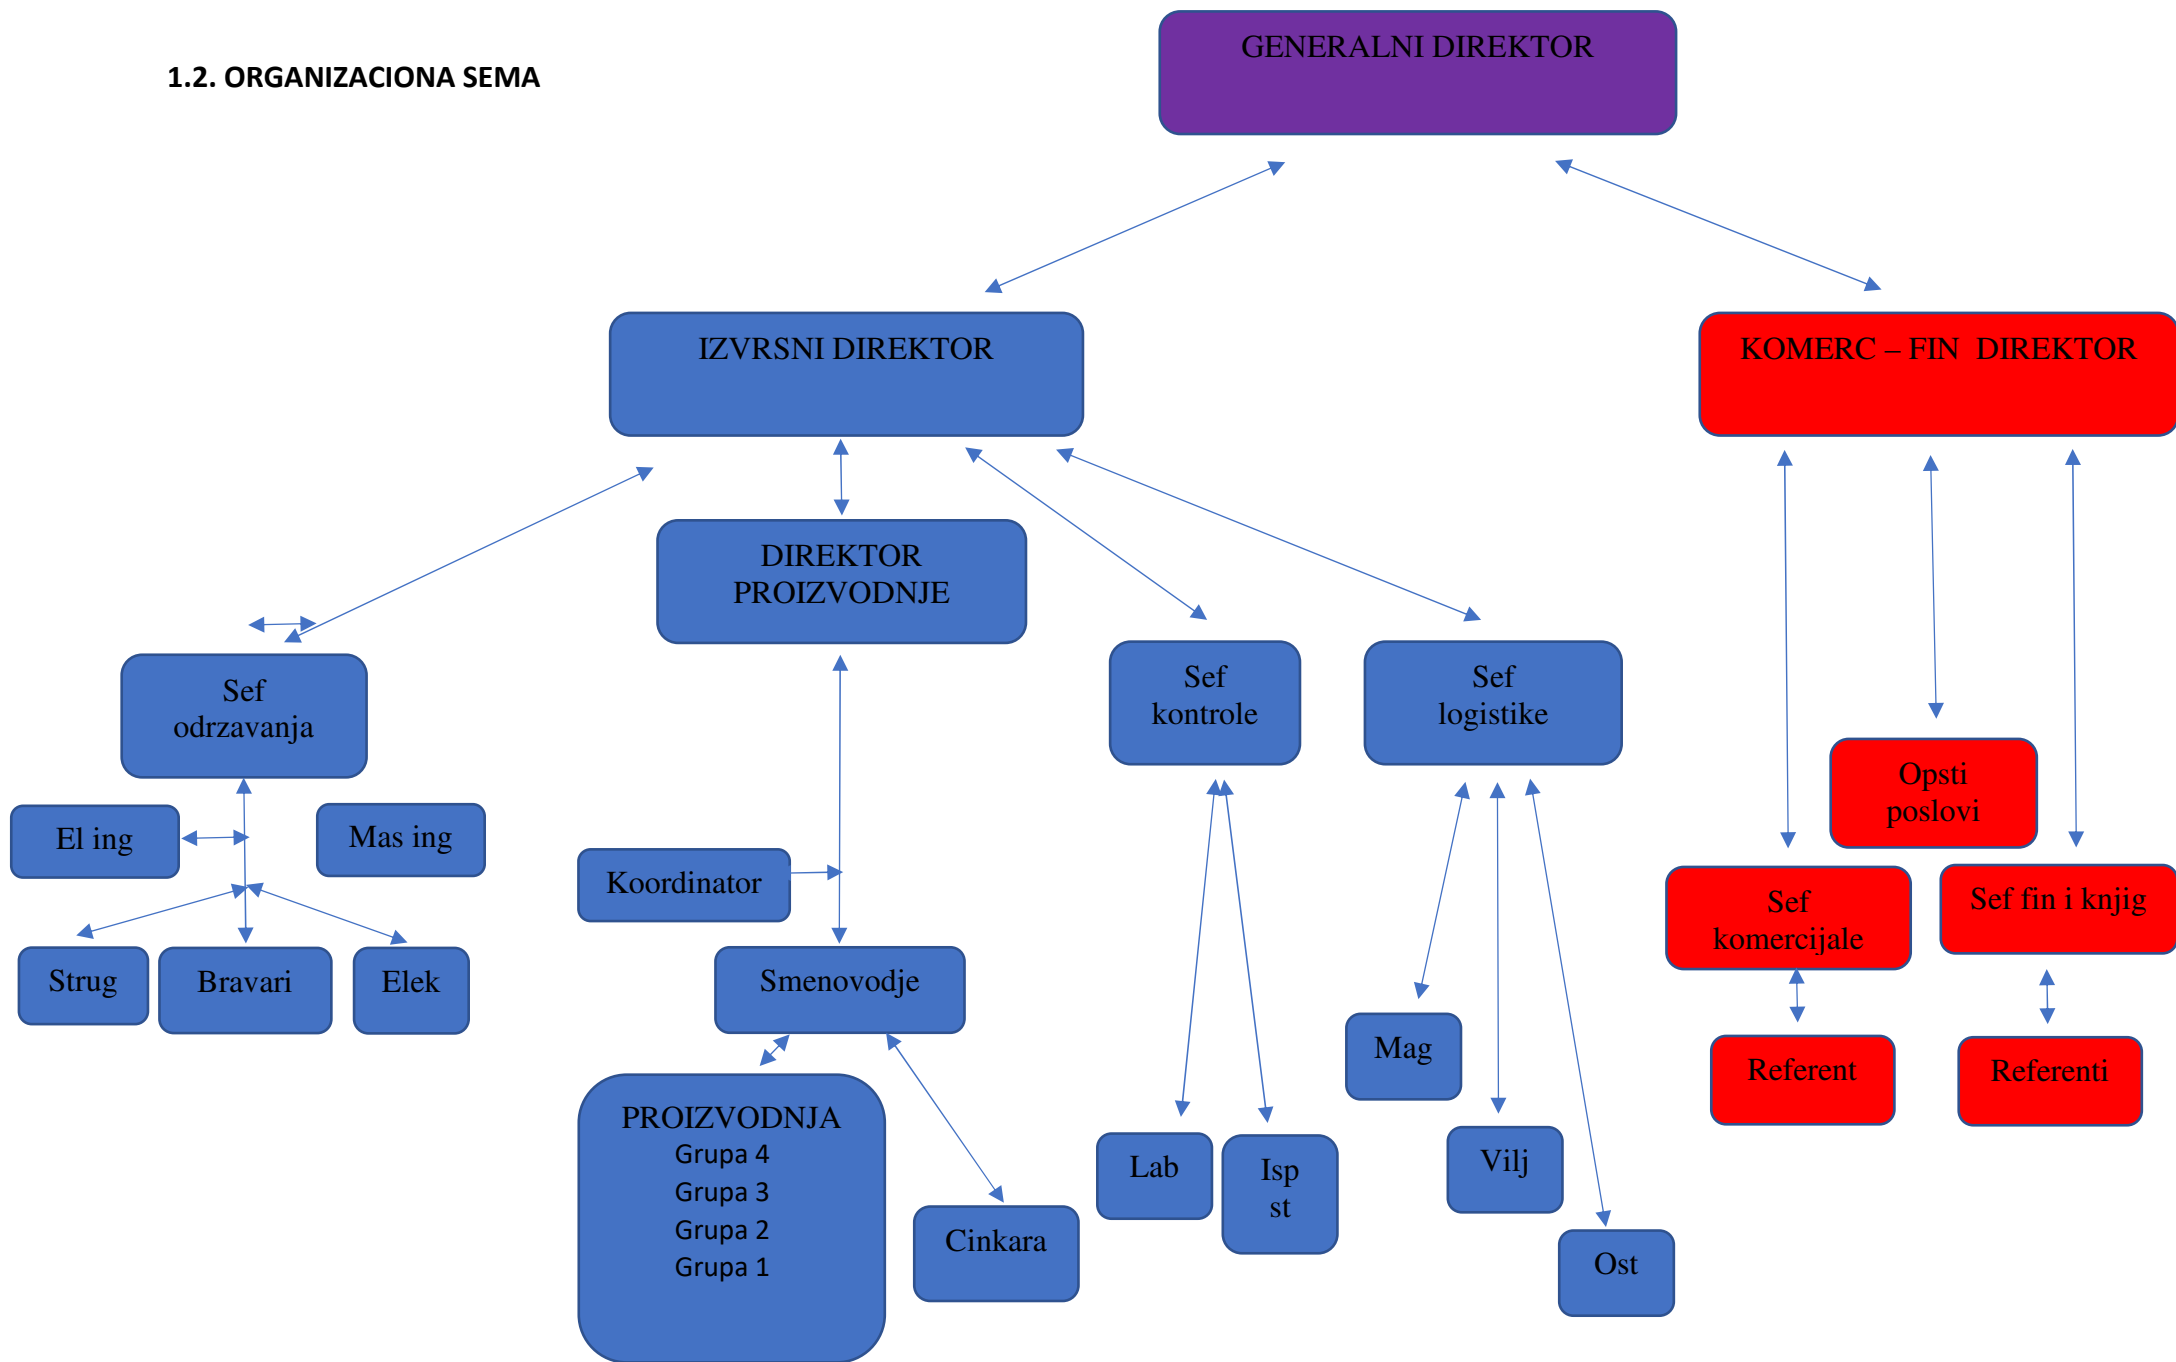 1.2. ORGANIZACIONA SEMA
GENERALNI DIREKTOR
IZVRSNI DIREKTOR
KOMERC – FIN  DIREKTOR
DIREKTOR
PROIZVODNJE
Sef
odrzavanja
Sef
kontrole
Sef
logistike
Opsti
poslovi
El ing
Mas ing
Koordinator
Sef
komercijale
Sef fin i knjig
Strug
Bravari
Elek
Smenovodje
Mag
Referent
Referenti
PROIZVODNJA
Grupa 4
Grupa 3
Grupa 2
Grupa 1
Cinkara
Lab
Isp
st
Vilj
Ost